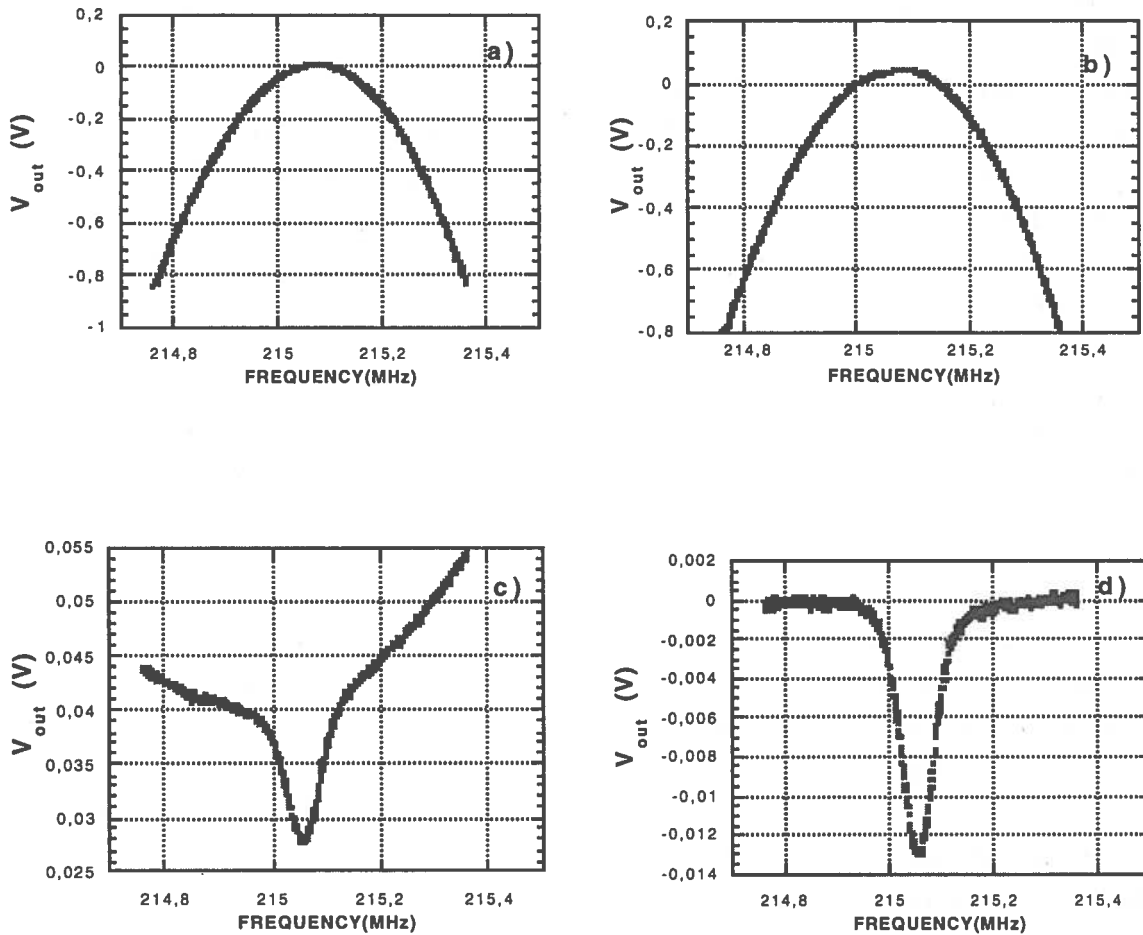 a)
0,2
0
-0,2
-0,4
-0,6
-0,8
-1
V out (V)
214,8 215 215,2 215,4
FREQUENCY(MHz)
b)
0,2
0
-0,2
-0,4
-0,6
-0,8
V out (V)
214,8 215 215,2 215,4
FREQUENCY(MHz)
c)
0,055
0,05
0,045
0,04
0,035
0,03
0,025
V out (V)
214,8 215 215,2 215,4
FREQUENCY(MHz)
d)
0,002
0
-0,002
-0,004
-0,006
-0,008
-0,01
-0,012
-0,014
V out (V)
214,8 215 215,2 215,4
FREQUENCY(MHz)